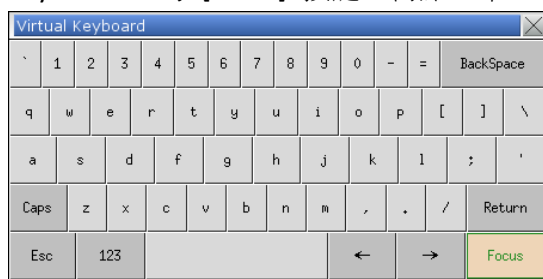 Virtual Keyboard
` 1 2 3 4 5 6 7 8 9 0 - = BackSpace
q w e r t y u i o p [ ] \
a s d f g h j k l ; '
Caps z x c v b n m , . / Return
Esc 123 ← → Focus